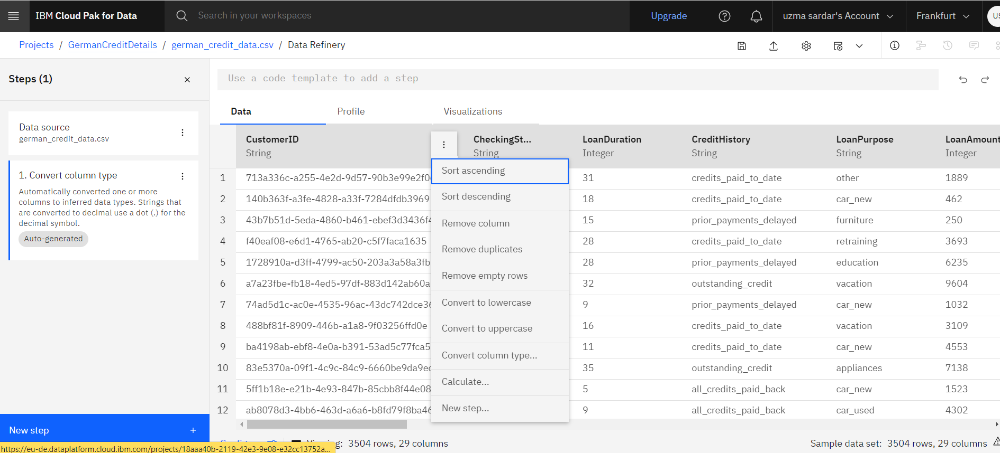 IBM Cloud Pak for Data
Search in your workspaces
Upgrade
uzma sardar's Account
Frankfurt
Projects / GermanCreditDetails / german_credit_data.csv / Data Refinery
Steps (1)
Data source
german_credit_data.csv
1. Convert column type
Automatically converted one or more
columns to inferred data types. Strings that
are converted to decimal use a dot (.) for the
decimal symbol.
Auto-generated
New step
Use a code template to add a step
Data Profile Visualizations
CustomerID CheckingSt... LoanDuration CreditHistory LoanPurpose LoanAmount
String String Integer String String Integer
1 713a336c-a255-4e2d-9d57-90b3e99e2f0 31 credits_paid_to_date other 1889
2 140b363f-a3fe-4828-a33f-7284dfdb3969 18 credits_paid_to_date car_new 462
3 43b7b51d-5eda-4860-b461-ebef3d3436f4 15 prior_payments_delayed furniture 250
4 f40eaf08-e6d1-4765-ab20-c5f7faca1635 28 credits_paid_to_date retraining 3693
5 1728910a-d3ff-4799-ac50-203a3a58a3fb 28 prior_payments_delayed education 6235
6 a7a23fbe-fb18-4ed5-97df-883d142ab60a 32 outstanding_credit vacation 9604
7 74ad5d1c-ac0e-4535-96ac-43dc742dce3 9 prior_payments_delayed car_new 1032
8 488bf81f-8909-446b-a1a8-9f03256ffd0e 16 credits_paid_to_date vacation 3109
9 ba4198ab-ebf8-4e0a-b391-53ad5c77fca5 11 credits_paid_to_date car_new 4553
10 83e5370a-09f1-4c9c-84c9-6660be9da9ec 35 outstanding_credit appliances 7138
11 5ff1b18e-e21b-4e93-847b-85cbb8f44e08 5 all_credits_paid_back car_new 1523
12 ab8078d3-4bb6-463d-a6a6-b8fd79f8ba46 9 all_credits_paid_back car_used 4302
Sort ascending
Sort descending
Remove column
Remove duplicates
Remove empty rows
Convert to lowercase
Convert to uppercase
Convert column type...
Calculate...
New step...
3504 rows, 29 columns
Sample data set: 3504 rows, 29 columns
https://eu-de.dataplatform.cloud.ibm.com/projects/18aaa40b-2119-42e3-9e08-e32cc13752a...